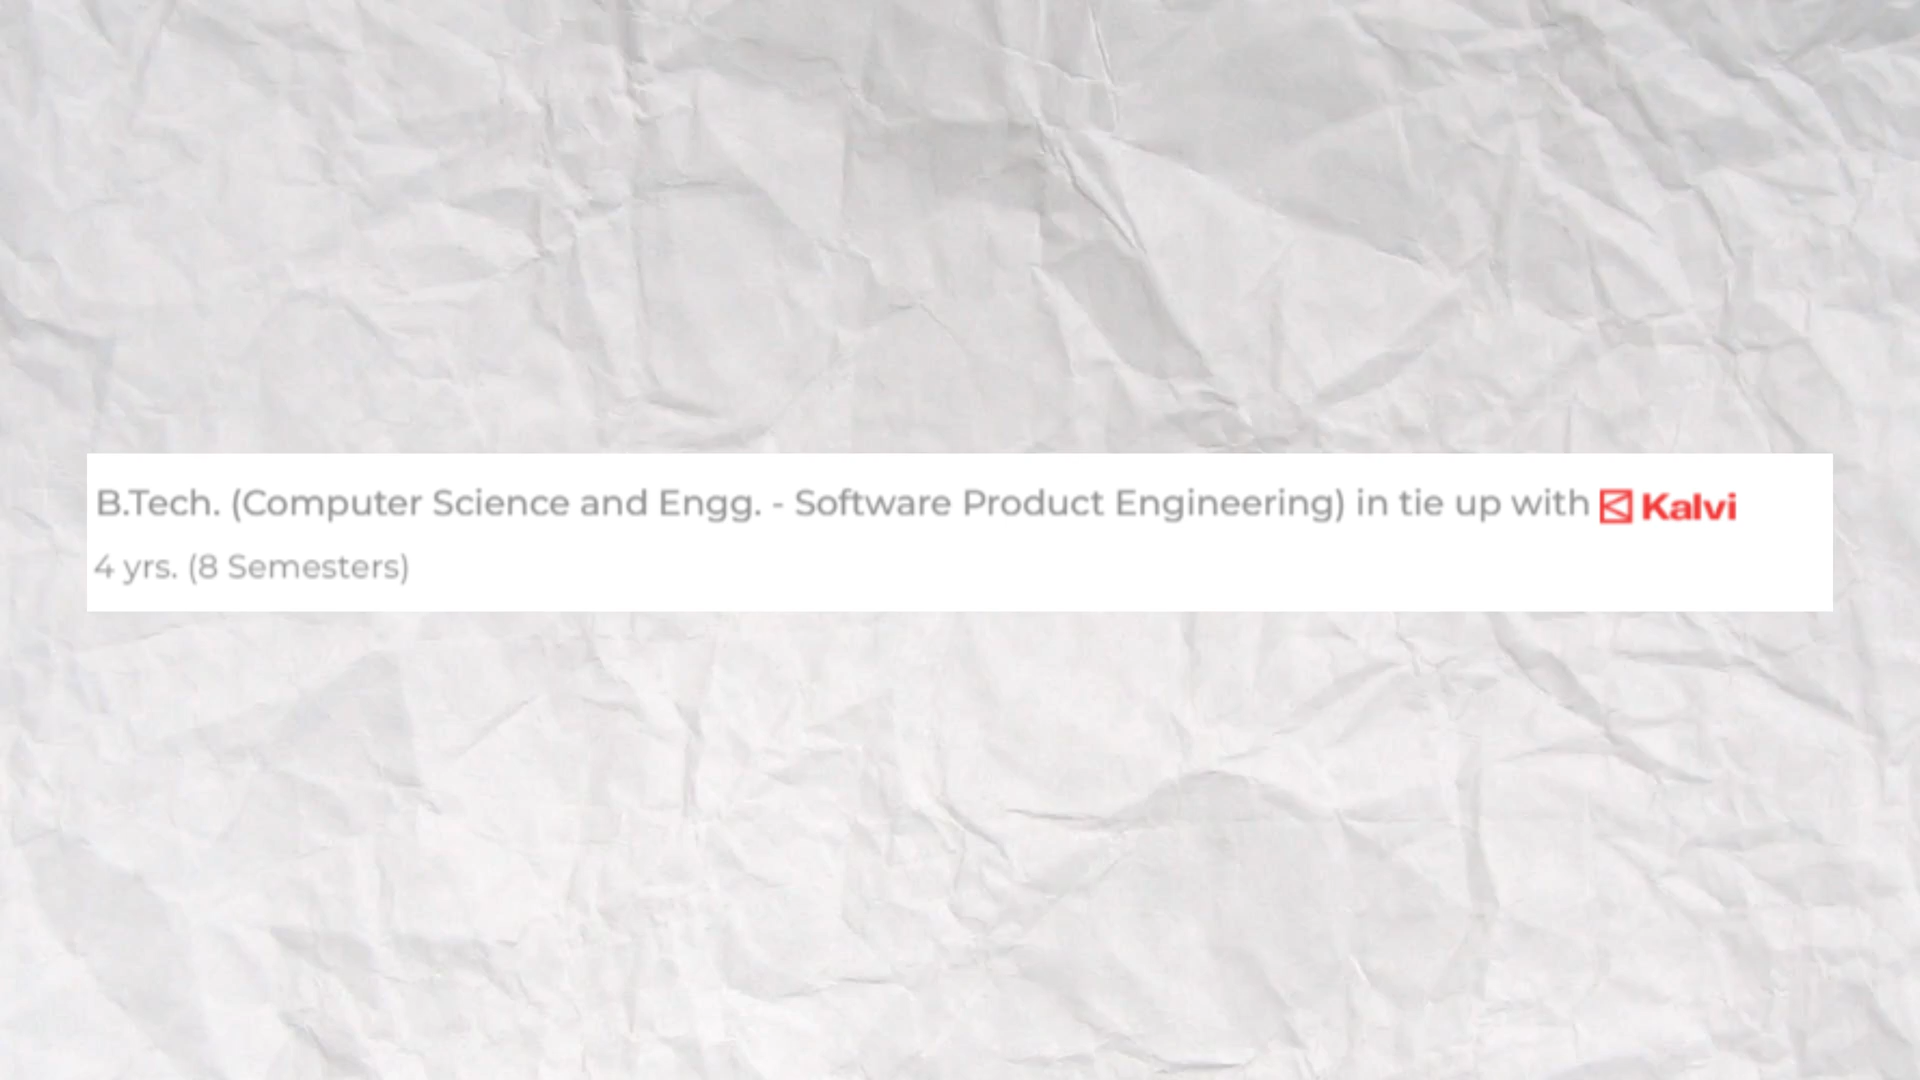 B.Tech. (Computer Science and Engg. - Software Product Engineering) in tie up with Kalvi
4 yrs. (8 Semesters)